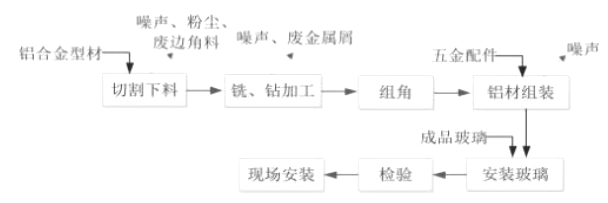 噪声、粉尘、
废边角料
噪声、废金属屑
铝合金型材
五金配件
噪声
切割下料
铣、钻加工
组角
铝材组装
成品玻璃
现场安装
检验
安装玻璃